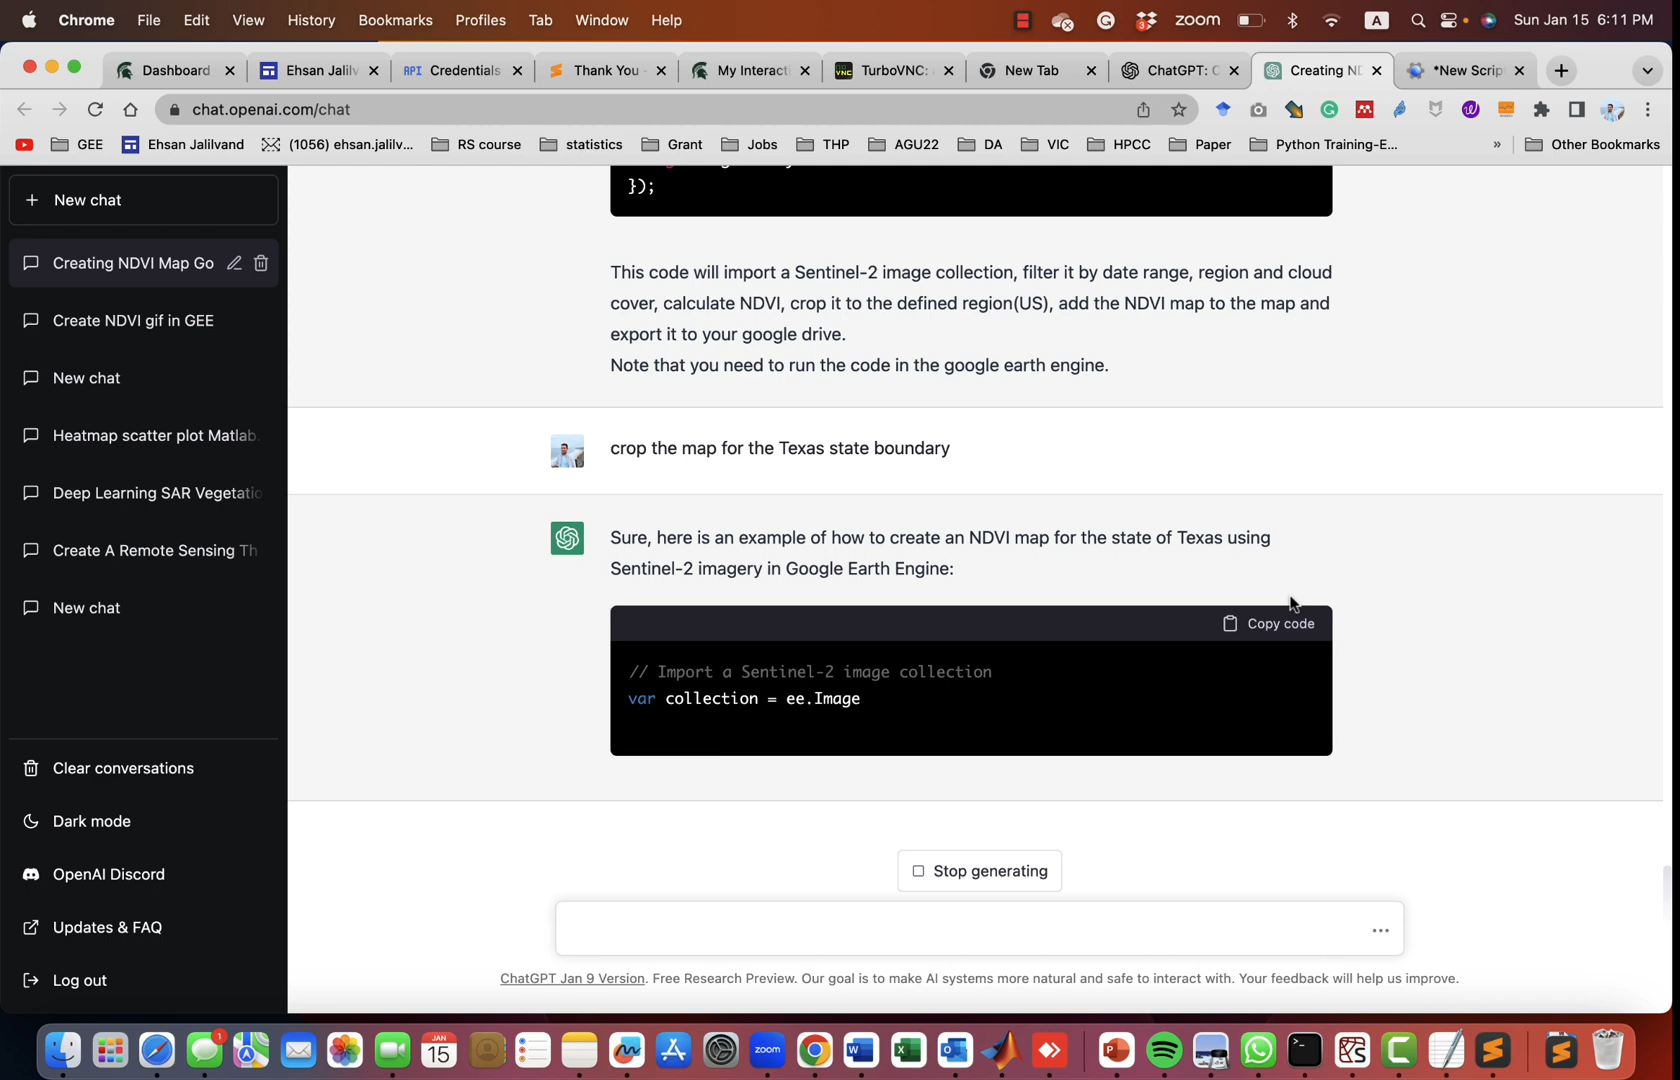 Chrome File Edit View History Bookmarks Profiles Tab Window Help 3 zoom A Sun Jan 15 6:11 PM
Dashboard Ehsan Jalilv API Credentials Thank You - My Interacti VNC TurboVNC: ChatGPT: C Creating ND *New Scrip
New Tab
chat.openai.com/chat
GEE Ehsan Jalilvand (1056) ehsan.jalilv... RS course statistics Grant Jobs THP AGU22 DA VIC HPCC Paper Python Training-E... » Other Bookmarks
+ New chat
Creating NDVI Map Go
Create NDVI gif in GEE
New chat
Heatmap scatter plot Matlab.
Deep Learning SAR Vegetatio
Create A Remote Sensing Th
New chat
Clear conversations
Dark mode
OpenAI Discord
Updates & FAQ
Log out
});
This code will import a Sentinel-2 image collection, filter it by date range, region and cloud
cover, calculate NDVI, crop it to the defined region(US), add the NDVI map to the map and
export it to your google drive.
Note that you need to run the code in the google earth engine.
crop the map for the Texas state boundary
Sure, here is an example of how to create an NDVI map for the state of Texas using
Sentinel-2 imagery in Google Earth Engine:
Copy code
// Import a Sentinel-2 image collection
var collection = ee.Image
Stop generating
...
ChatGPT Jan 9 Version. Free Research Preview. Our goal is to make AI systems more natural and safe to interact with. Your feedback will help us improve.
1 JAN 15 zoom